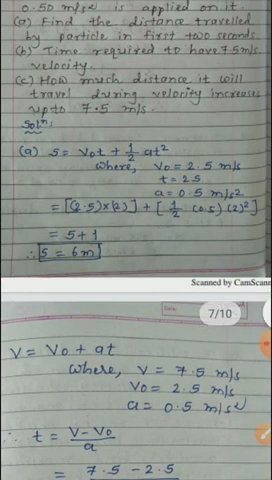 0.50 m/s² is applied on it.
(a) Find the distance travelled
by particle in first two seconds
(b) Time required to have 7.5 m/s
velocity.
(c) How much distance it will
travel during velocity increases
upto 7.5 m/s.
Solⁿ:
(a) s = V₀t + 1/2 at²
where, V₀ = 2.5 m/s
t = 2 s
a = 0.5 m/s²
= [(2.5)x(2)] + [1/2 (0.5) (2)²]
= 5 + 1
∴ s = 6 m
Scanned by CamScanne
7/10
V = V₀ + at
where, V = 7.5 m/s
V₀ = 2.5 m/s
a = 0.5 m/s²
∴ t = V - V₀ / a
= 7.5 - 2.5